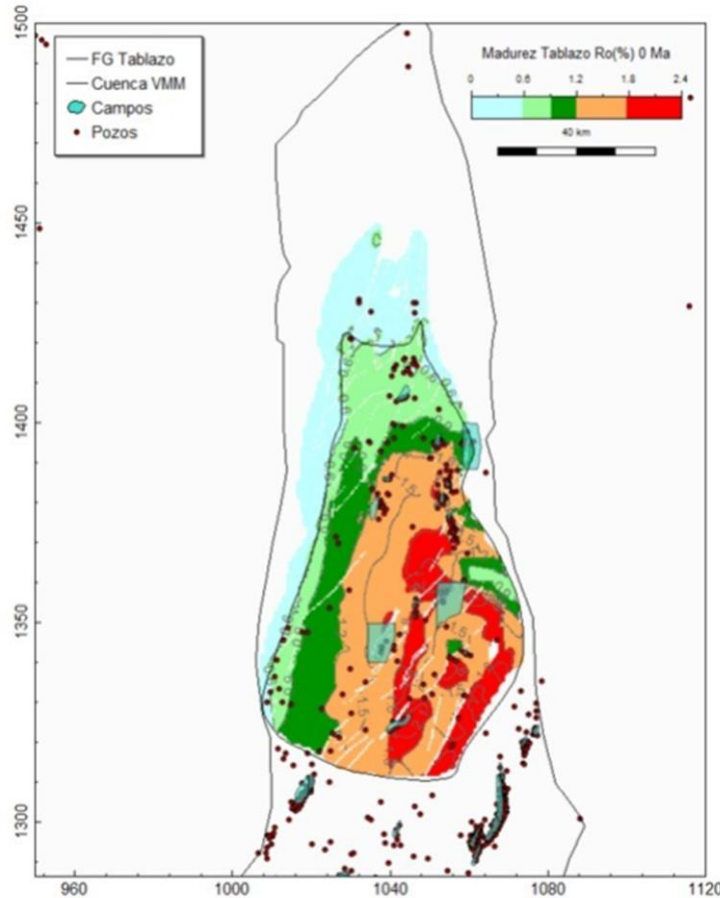 1500
1450
1400
1350
1300
FG Tablazo
Cuenca VMM
Campos
Pozos
Madurez Tablazo Ro(%) 0 Ma
0 0.6 1.2 1.8 2.4
40 km
960 1000 1040 1080 1120